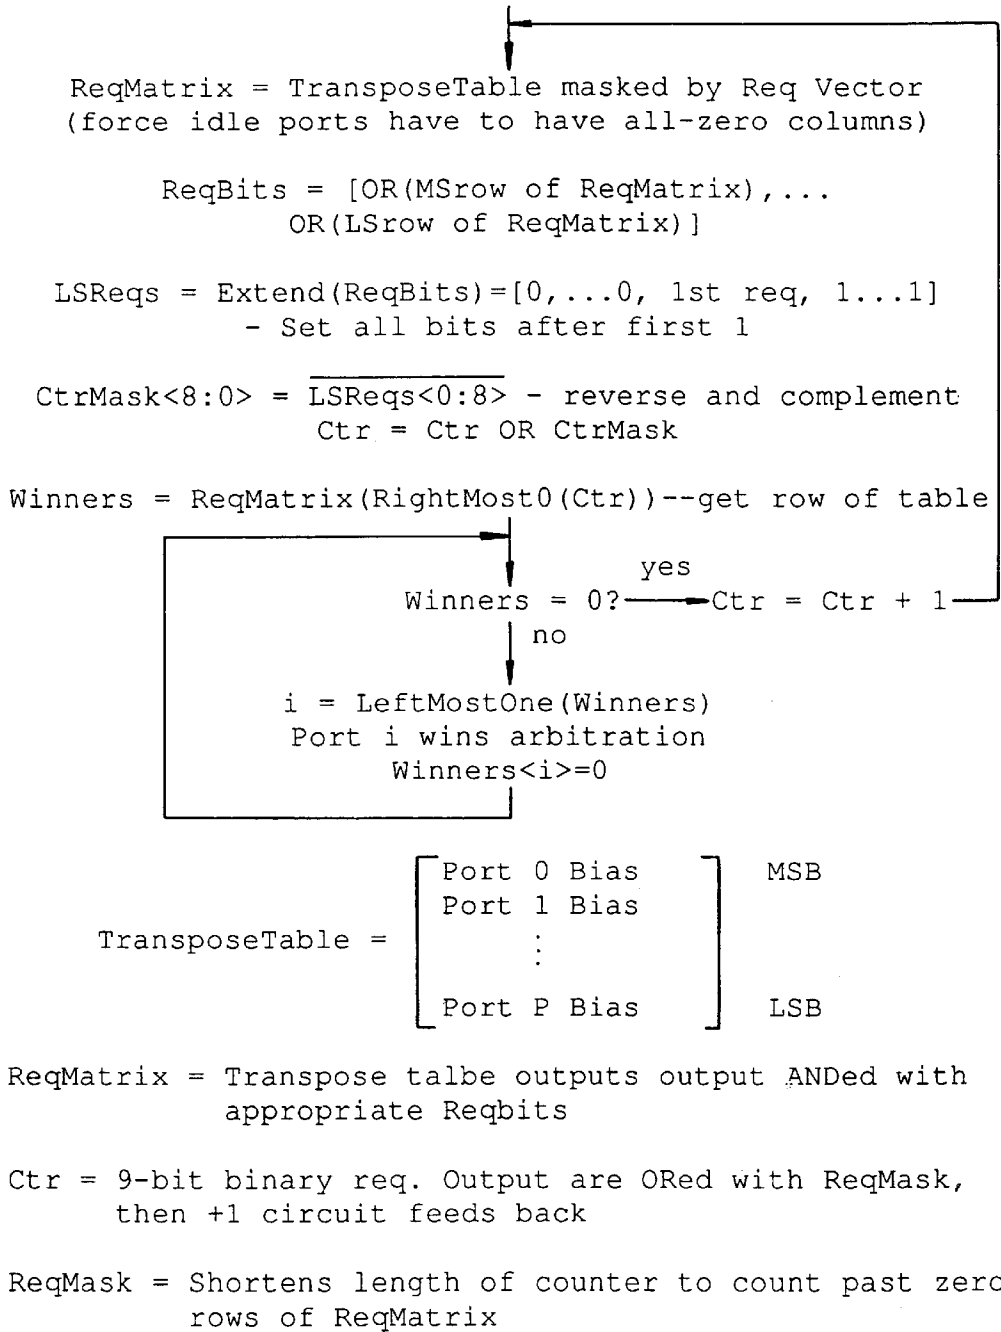 ReqMatrix = TransposeTable masked by Req Vector
(force idle ports have to have all-zero columns)
ReqBits = [OR(MSrow of ReqMatrix),...
OR(LSrow of ReqMatrix)]
LSReqs = Extend(ReqBits)=[0,...0, 1st req, 1...1]
- Set all bits after first 1
CtrMask<8:0> = LSReqs<0:8> - reverse and complement
Ctr = Ctr OR CtrMask
Winners = ReqMatrix(RightMost0(Ctr))--get row of table
yes
Winners = 0? Ctr = Ctr + 1
no
i = LeftMostOne(Winners)
Port i wins arbitration
Winners<i>=0
Port 0 Bias MSB
Port 1 Bias
TransposeTable = ⋮
Port P Bias LSB
ReqMatrix = Transpose talbe outputs output ANDed with
appropriate Reqbits
Ctr = 9-bit binary req. Output are ORed with ReqMask,
then +1 circuit feeds back
ReqMask = Shortens length of counter to count past zero
rows of ReqMatrix